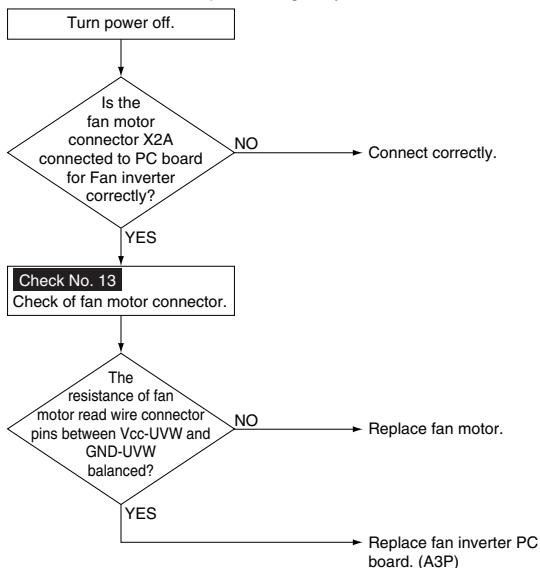 Turn power off.
Is the
fan motor
connector X2A
connected to PC board
for Fan inverter
correctly?
NO
Connect correctly.
YES
Check No. 13
Check of fan motor connector.
The
resistance of fan
motor read wire connector
pins between Vcc-UVW and
GND-UVW
balanced?
NO
Replace fan motor.
YES
Replace fan inverter PC
board. (A3P)